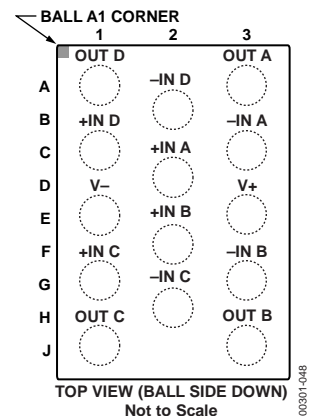 BALL A1 CORNER
1 2 3
OUT D OUT A
A –IN D
B +IN D –IN A
C +IN A
D V– V+
E +IN B
F +IN C –IN B
G –IN C
H OUT C OUT B
J
TOP VIEW (BALL SIDE DOWN)
Not to Scale
00301-048